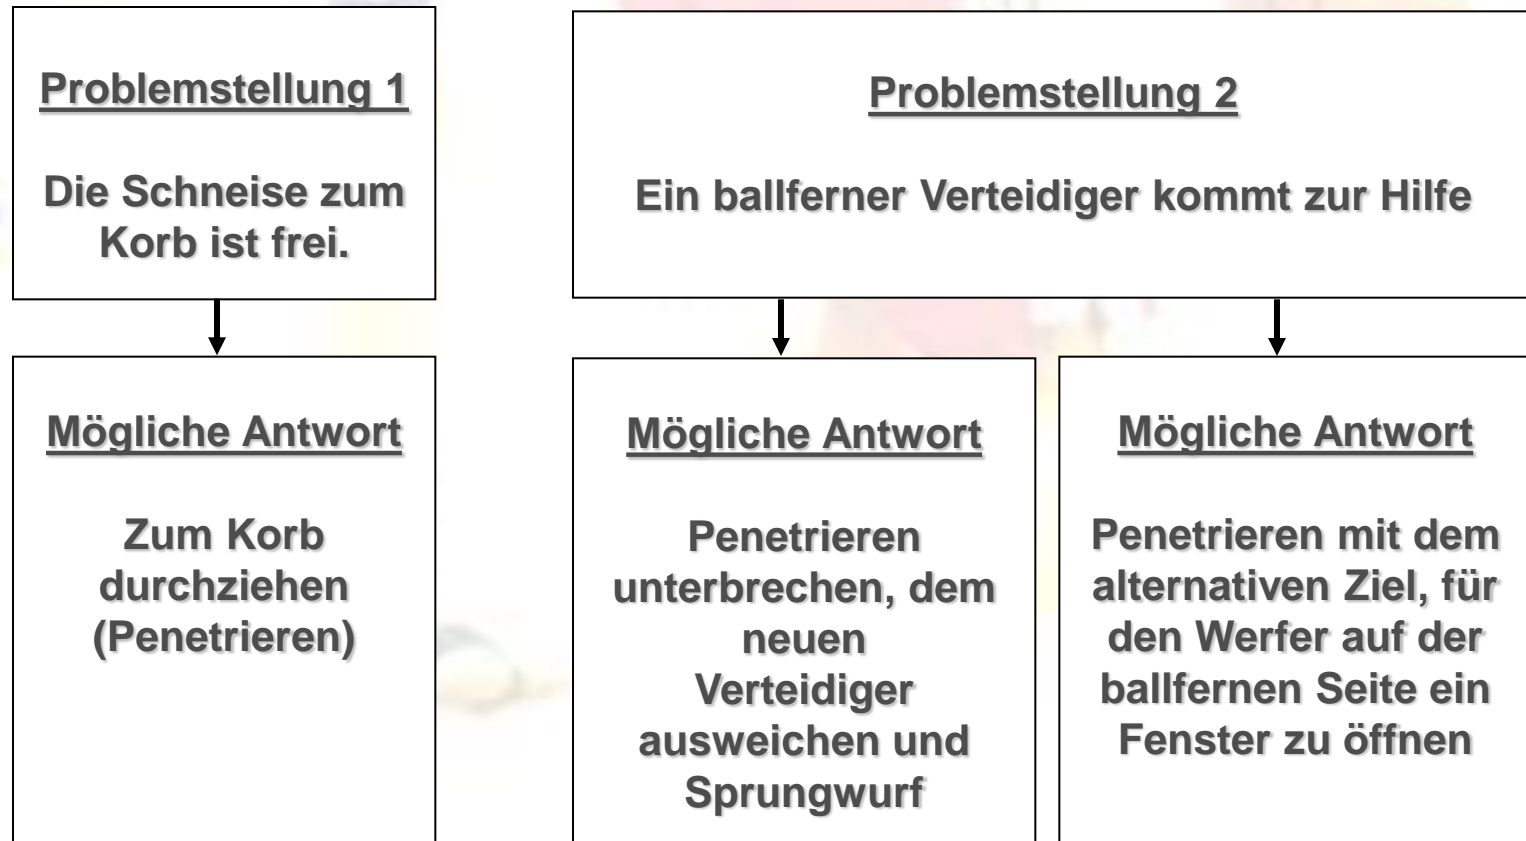 Problemstellung 1
Die Schneise zum
Korb ist frei.
Problemstellung 2
Ein ballferner Verteidiger kommt zur Hilfe
Mögliche Antwort
Zum Korb
durchziehen
(Penetrieren)
Mögliche Antwort
Penetrieren
unterbrechen, dem
neuen
Verteidiger
ausweichen und
Sprungwurf
Mögliche Antwort
Penetrieren mit dem
alternativen Ziel, für
den Werfer auf der
ballfernen Seite ein
Fenster zu öffnen